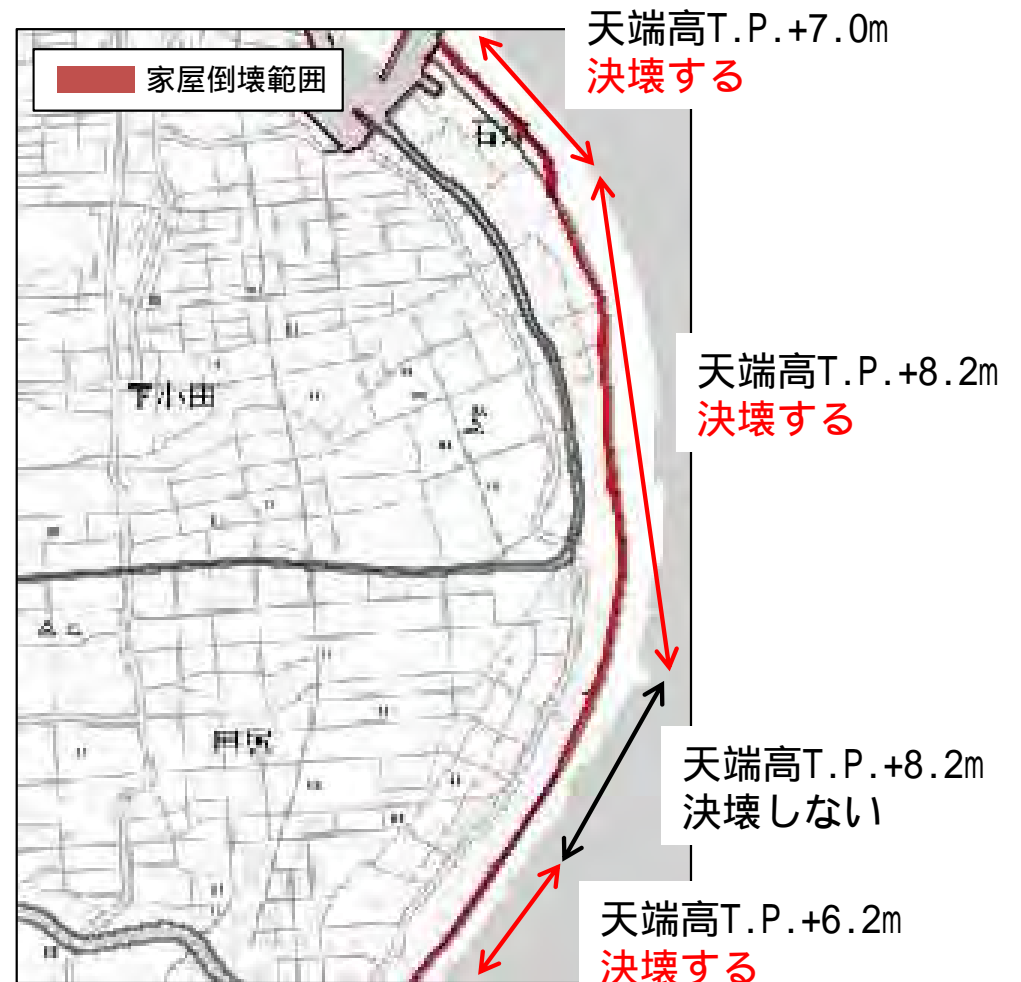 天端高T.P.+7.0m
決壊する
家屋倒壊範囲
天端高T.P.+8.2m
決壊する
下小田
天端高T.P.+8.2m
決壊しない
天端高T.P.+6.2m
決壊する